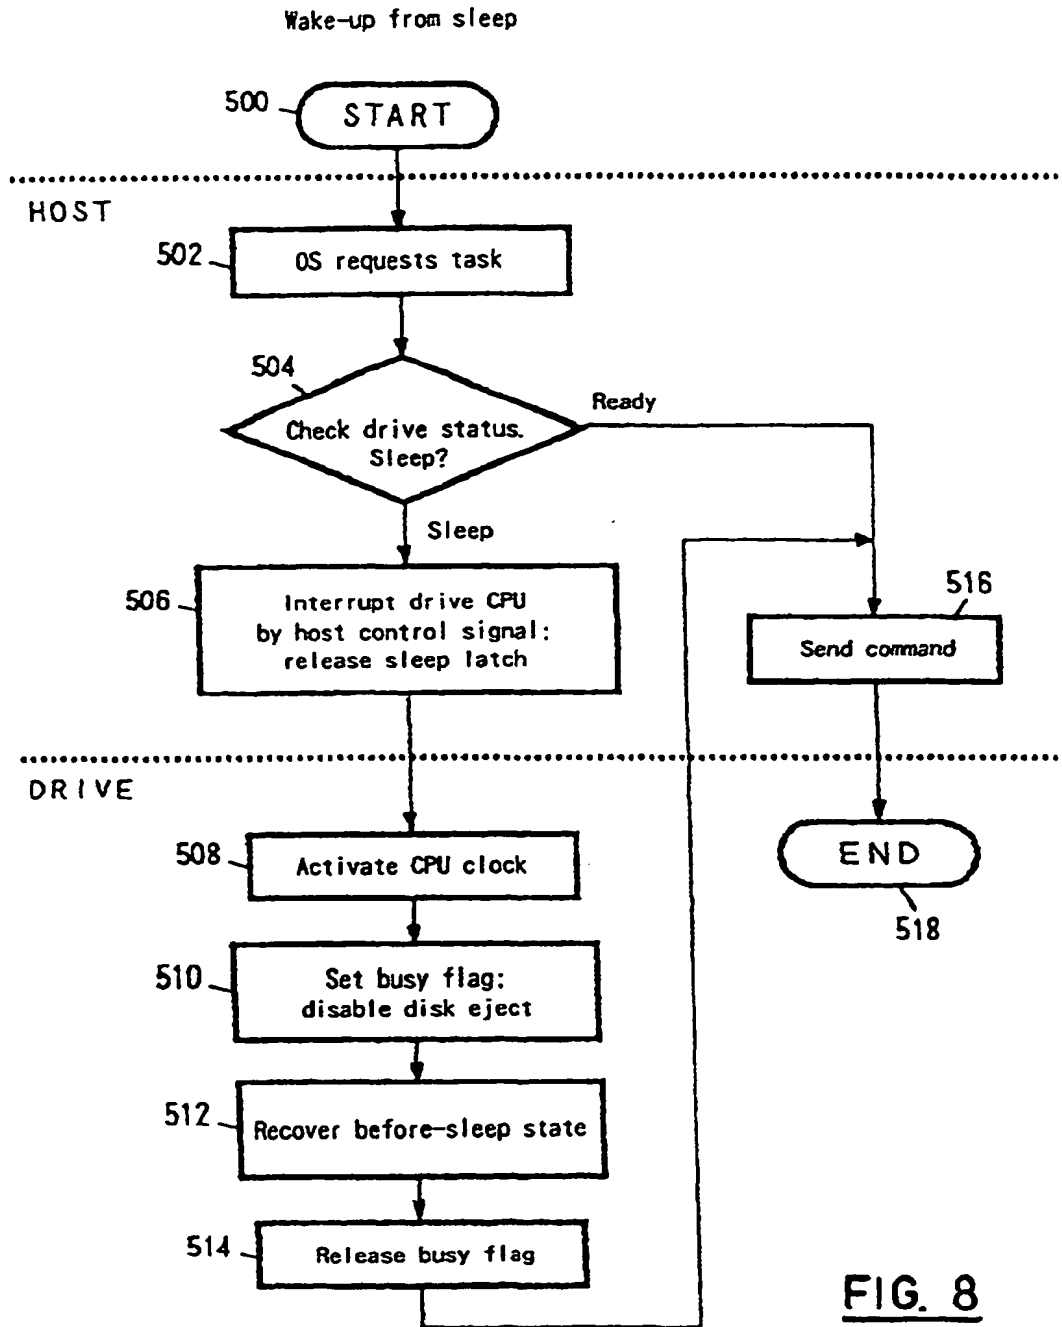 Wake-up from sleep
500
START
HOST
502
OS requests task
504
Ready
Check drive status.
Sleep?
Sleep
506
Interrupt drive CPU
by host control signal:
release sleep latch
516
Send command
DRIVE
508
Activate CPU clock
END
518
510
Set busy flag:
disable disk eject
512
Recover before-sleep state
514
Release busy flag
FIG. 8